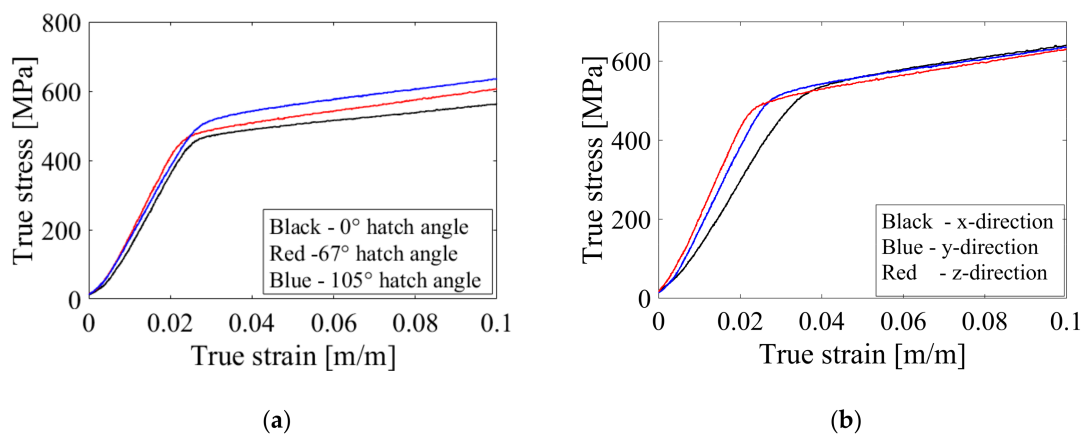 800
600
400
200
0
True stress [MPa]
Black - 0° hatch angle
Red -67° hatch angle
Blue - 105° hatch angle
0 0.02 0.04 0.06 0.08 0.1
True strain [m/m]
(a)
600
400
200
0
True stress [MPa]
Black - x-direction
Blue - y-direction
Red - z-direction
0 0.02 0.04 0.06 0.08 0.1
True strain [m/m]
(b)